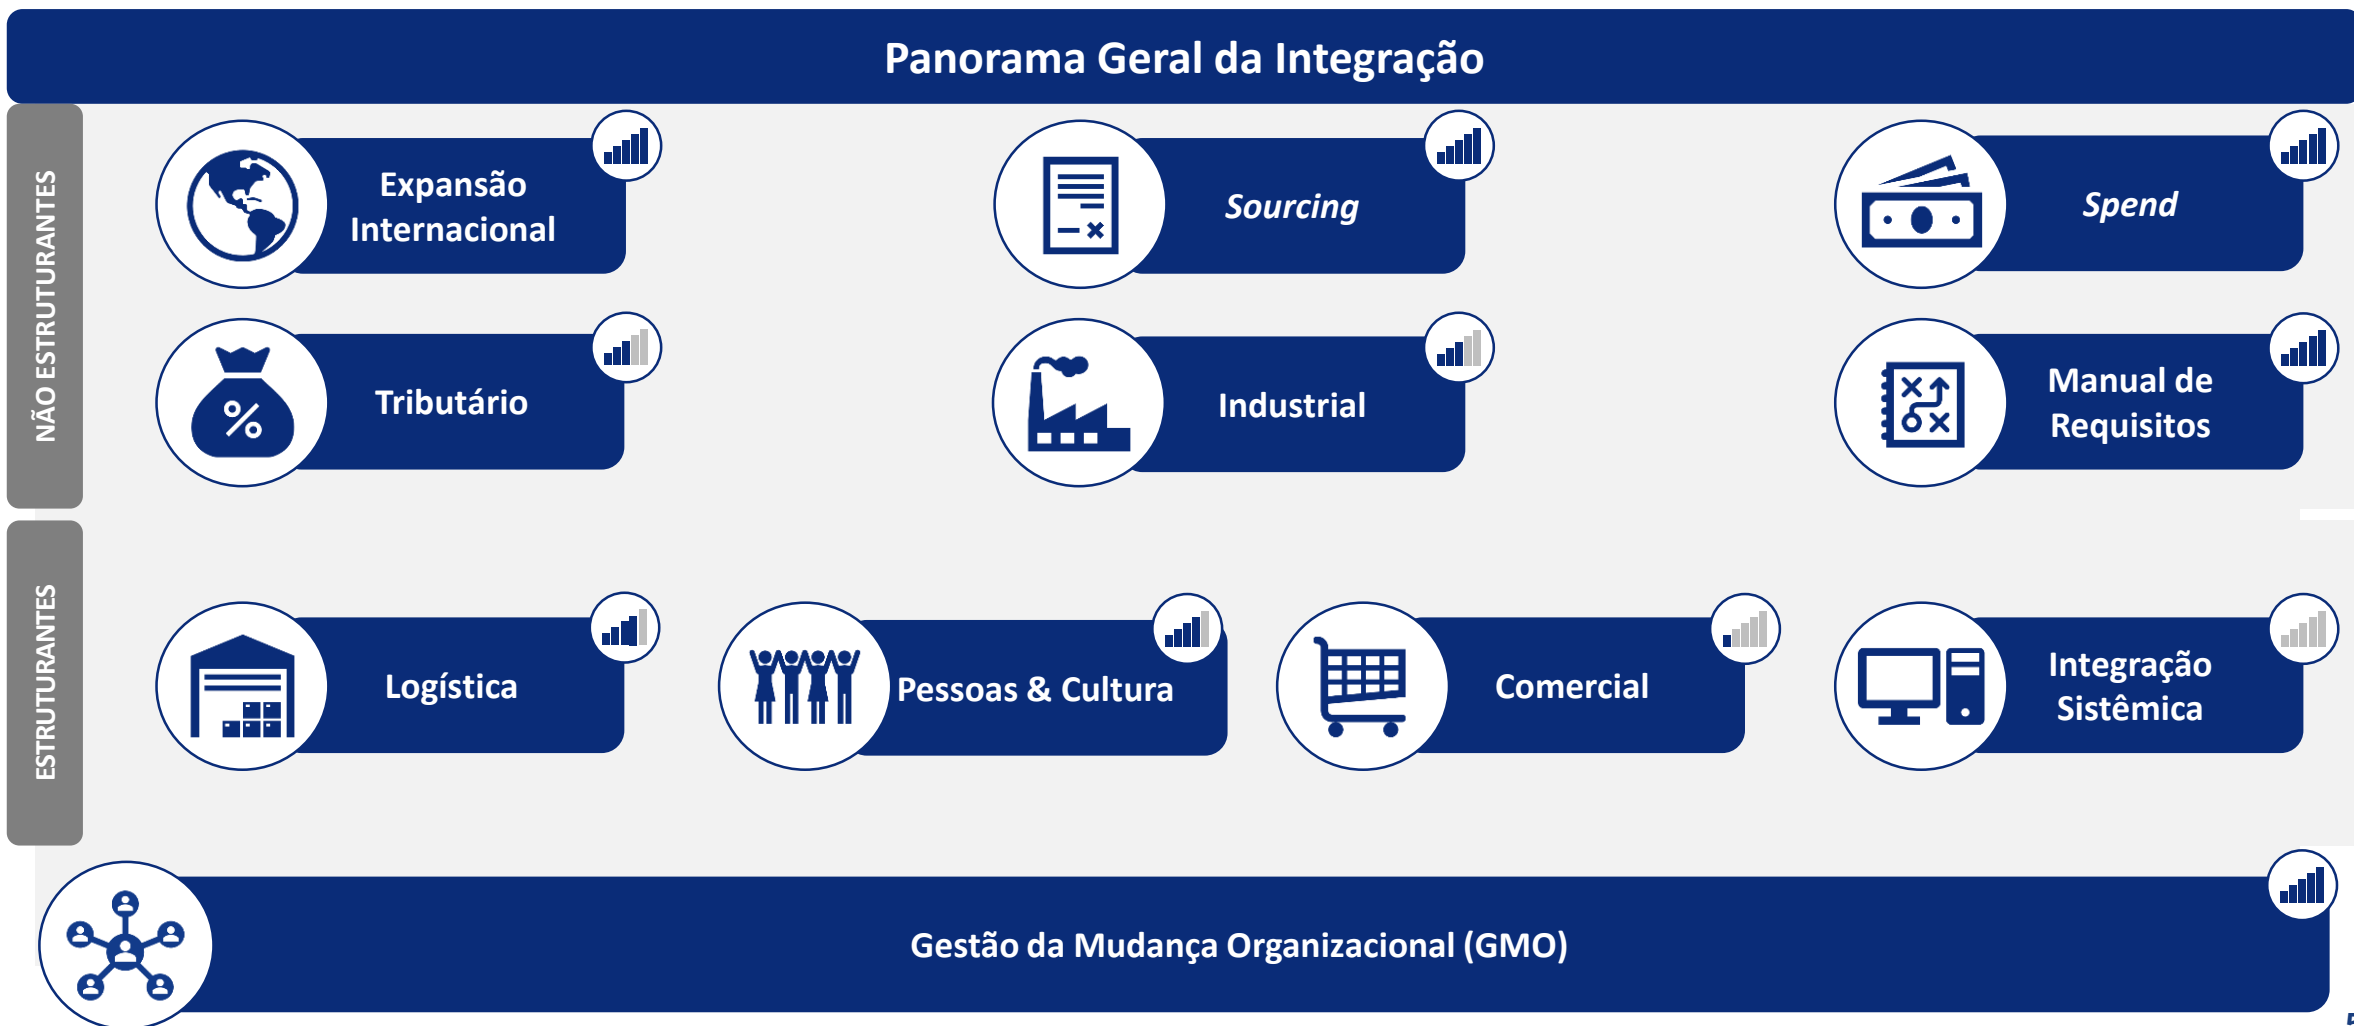 Panorama Geral da Integração
NÃO ESTRUTURANTES
Expansão
Internacional
Sourcing
Spend
Tributário
Industrial
Manual de
Requisitos
ESTRUTURANTES
Logística
Pessoas & Cultura
Comercial
Integração
Sistêmica
Gestão da Mudança Organizacional (GMO)